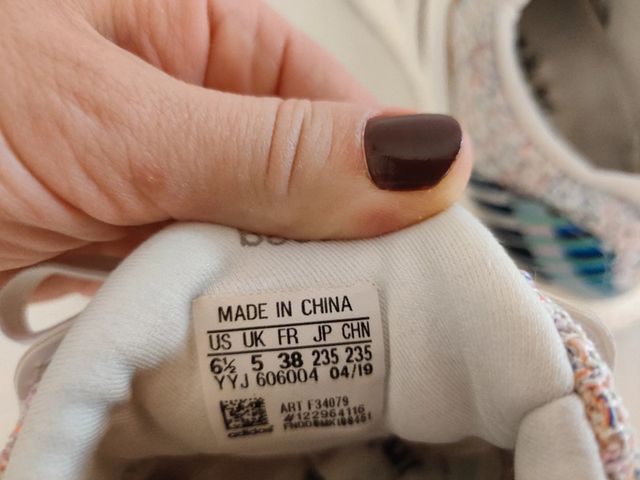 MADE IN CHINA
US UK FR JP CHN
6½ 5 38 235 235
YYJ 606004 04/19
ART F34079
#122964116
adidas